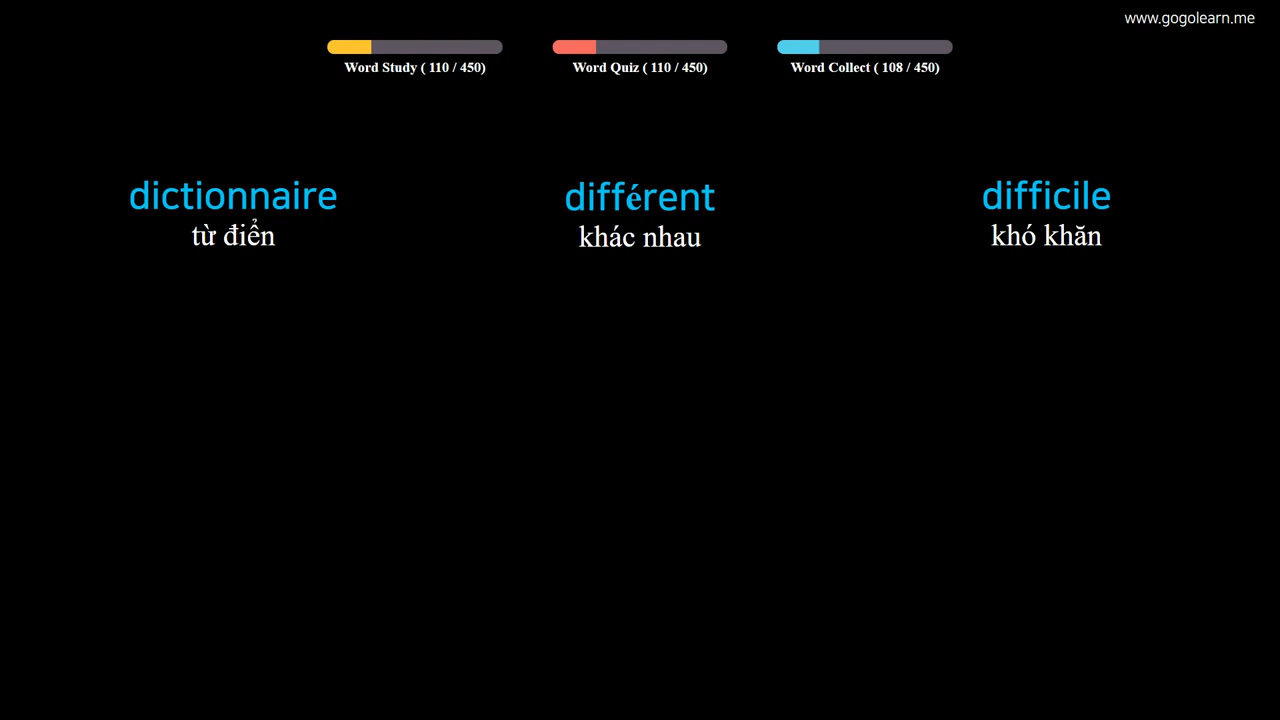 www.gogolearn.me
Word Study ( 110 / 450)
Word Quiz ( 110 / 450)
Word Collect ( 108 / 450)
dictionnaire
từ điển
différent
khác nhau
difficile
khó khăn